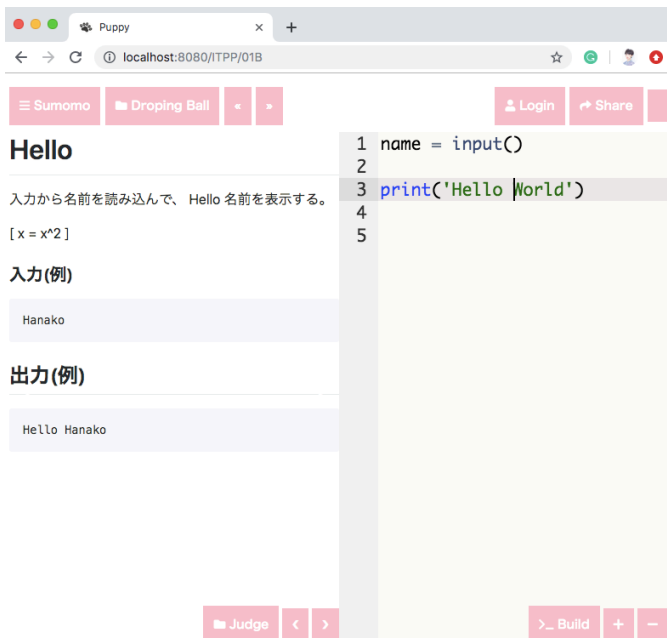 Puppy
localhost:8080/ITPP/01B
Sumomo Droping Ball « »
Login Share
Hello
入力から名前を読み込んで、 Hello 名前を表示する。
[ x = x^2 ]
入力(例)
Hanako
出力(例)
Hello Hanako
Judge
1 name = input()
2
3 print('Hello World')
4
5
>_ Build + −